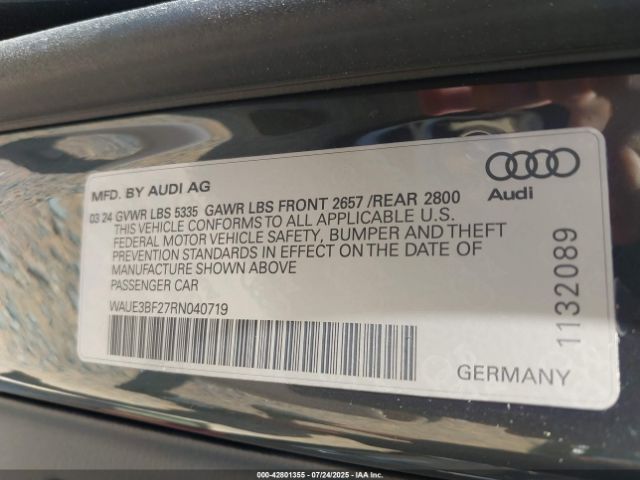 MFD. BY AUDI AG
Audi
03 24 GVWR LBS 5335 GAWR LBS FRONT 2657 /REAR 2800
THIS VEHICLE CONFORMS TO ALL APPLICABLE U.S.
FEDERAL MOTOR VEHICLE SAFETY, BUMPER AND THEFT
PREVENTION STANDARDS IN EFFECT ON THE DATE OF
MANUFACTURE SHOWN ABOVE
PASSENGER CAR
WAUE3BF27RN040719
1132089
GERMANY
000-42801355 - 07/24/2025 - IAA Inc.